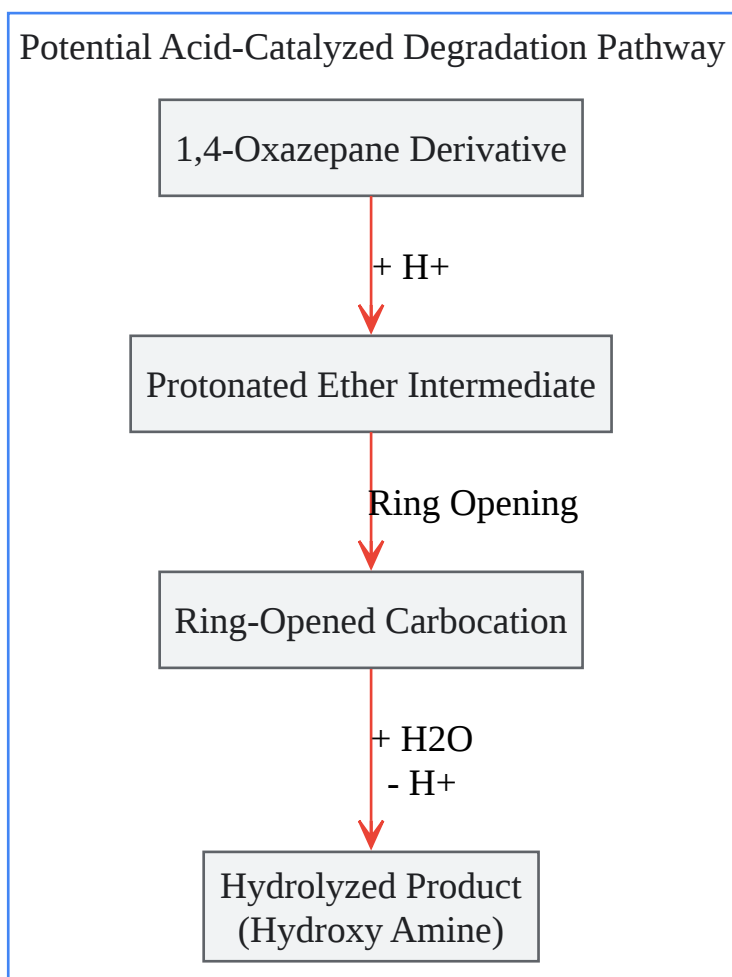 Potential Acid-Catalyzed Degradation Pathway
1,4-Oxazepane Derivative
+ H+
Protonated Ether Intermediate
Ring Opening
Ring-Opened Carbocation
+ H2O
- H+
Hydrolyzed Product
(Hydroxy Amine)